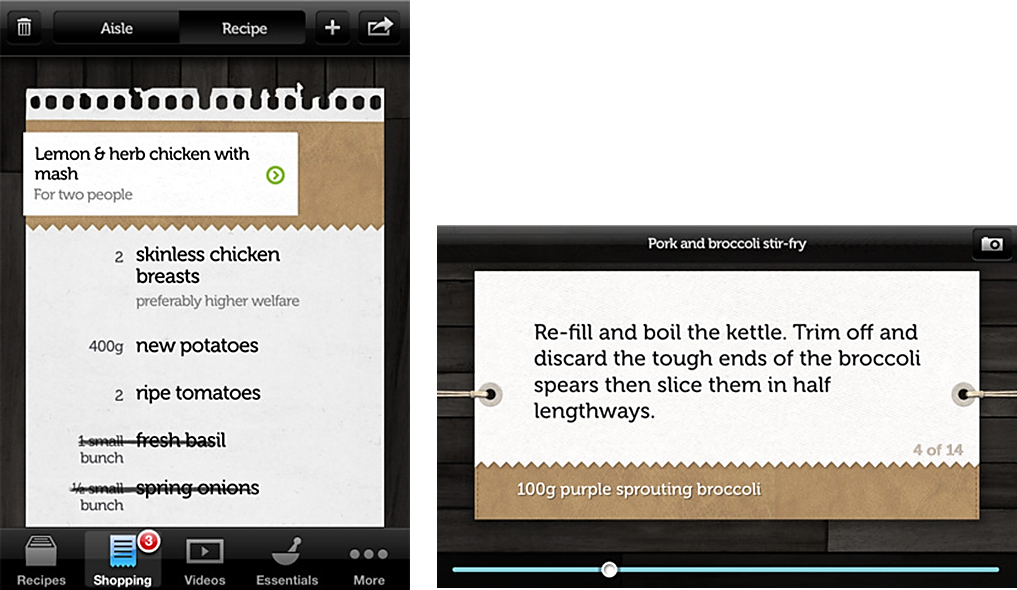 Aisle
Recipe
Lemon & herb chicken with
mash
For two people
2 skinless chicken
breasts
preferably higher welfare
400g new potatoes
2 ripe tomatoes
1 small fresh basil
bunch
½ small spring onions
bunch
3
Recipes
Shopping
Videos
Essentials
More
Pork and broccoli stir-fry
Re-fill and boil the kettle. Trim off and
discard the tough ends of the broccoli
spears then slice them in half
lengthways.
4 of 14
100g purple sprouting broccoli